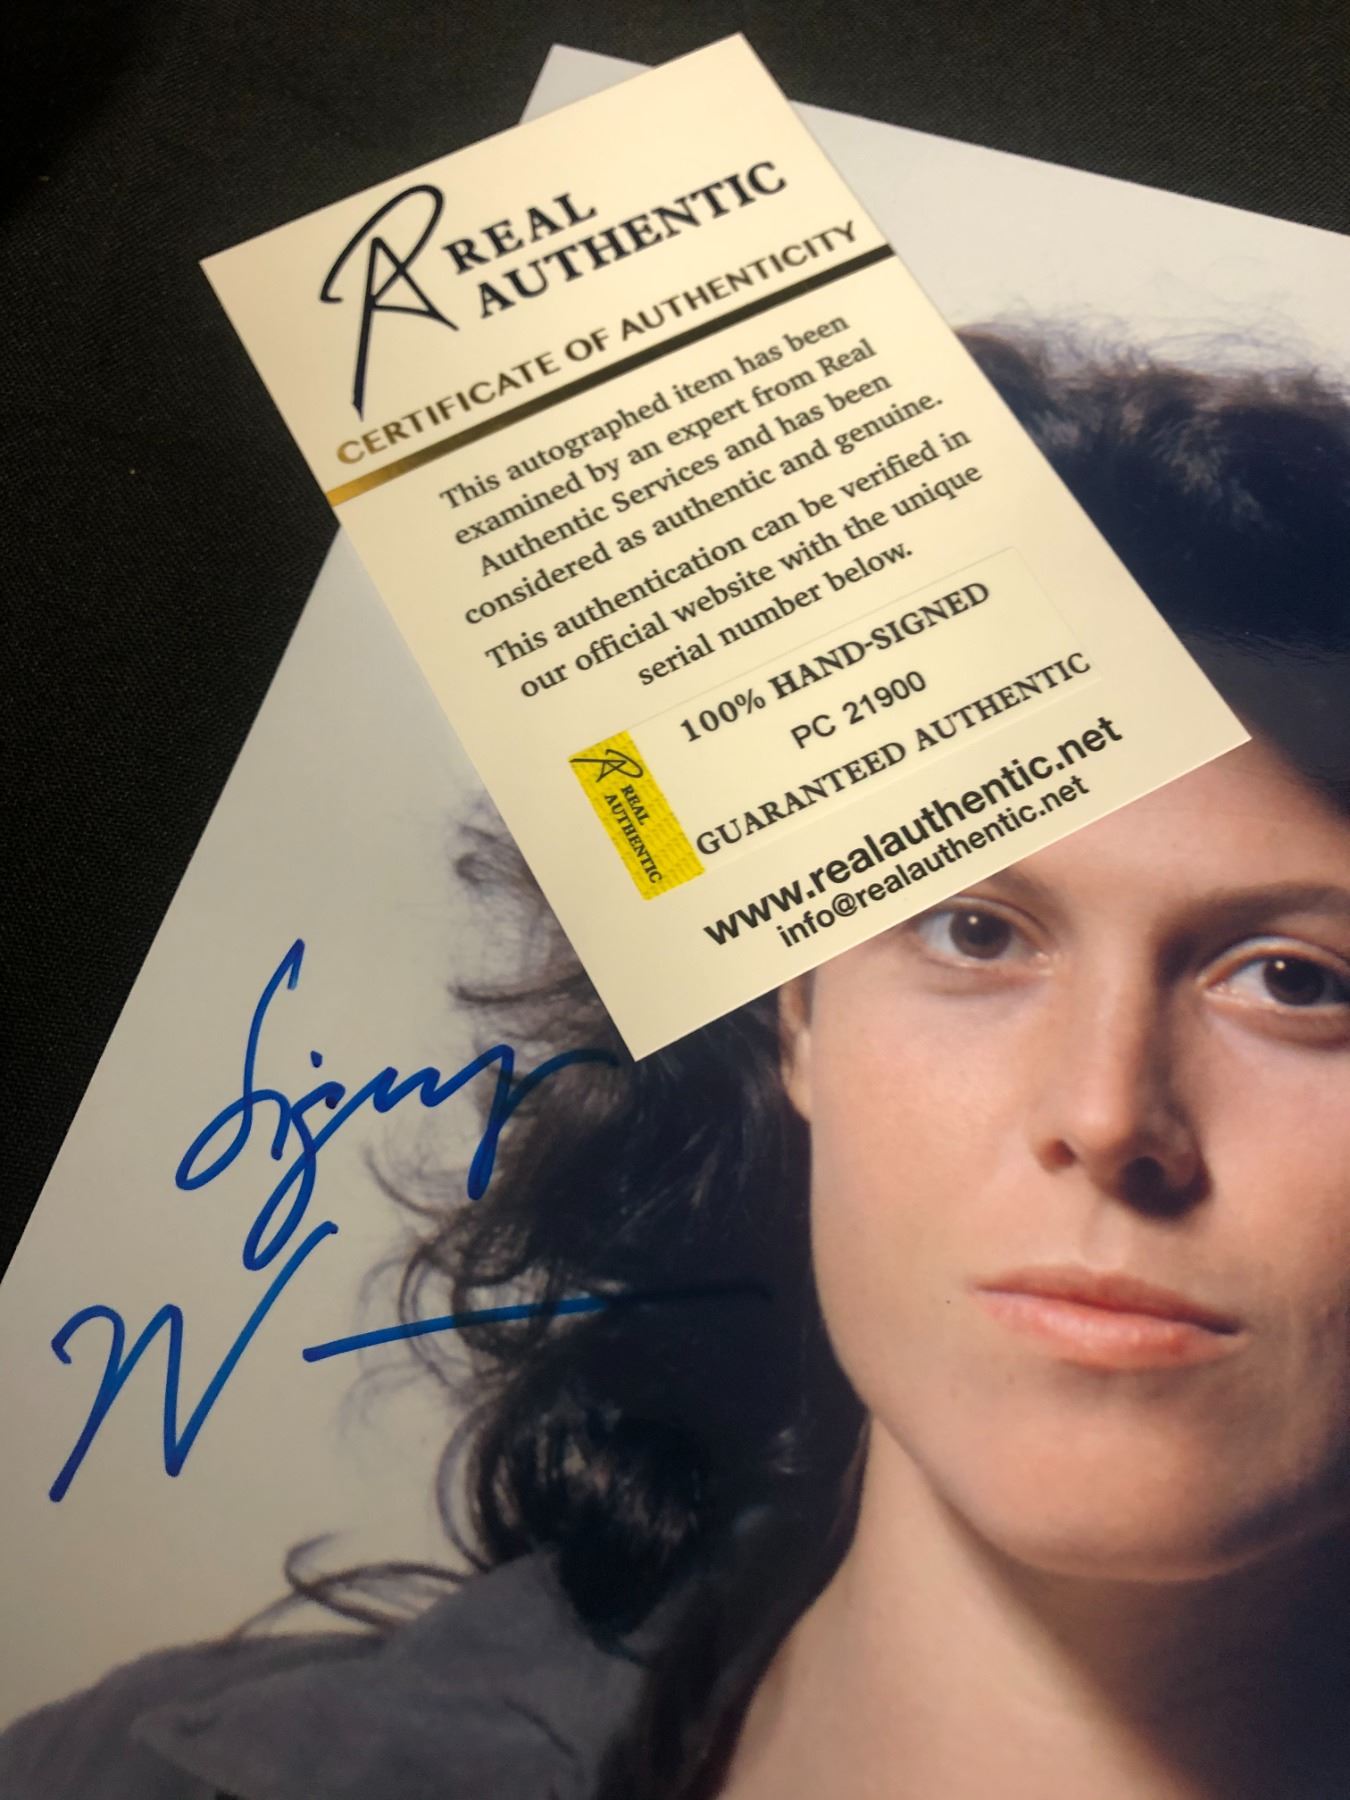 REAL
AUTHENTIC
CERTIFICATE OF AUTHENTICITY
This autographed item has been
examined by an expert from Real
Authentic Services and has been
considered as authentic and genuine.
This authentication can be verified in
our official website with the unique
serial number below.
100% HAND-SIGNED
PC 21900
GUARANTEED AUTHENTIC
REAL
AUTHENTIC
www.realauthentic.net
info@realauthentic.net
Sigourney